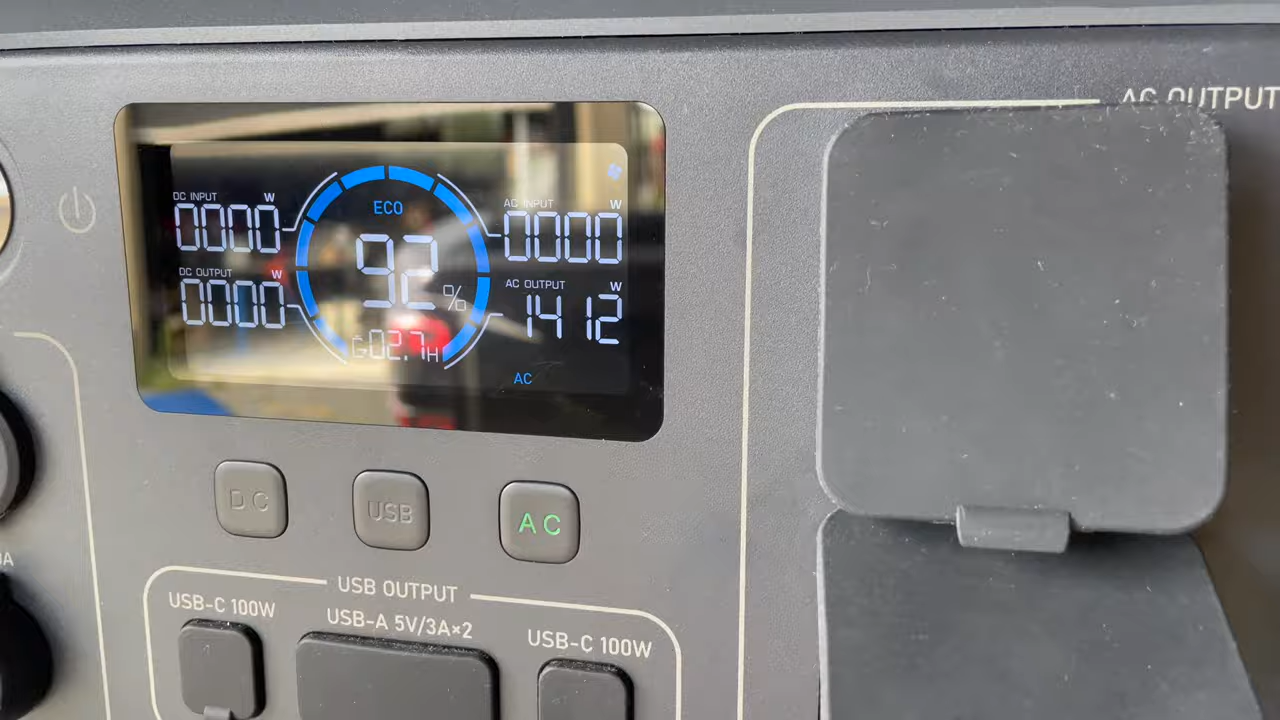 AC OUTPUT
DC INPUT W
0000
DC OUTPUT W
0000
ECO
92%
02.7H
AC INPUT W
0000
AC OUTPUT W
1412
AC
DC
USB
AC
USB OUTPUT
USB-C 100W
USB-A 5V/3A×2
USB-C 100W